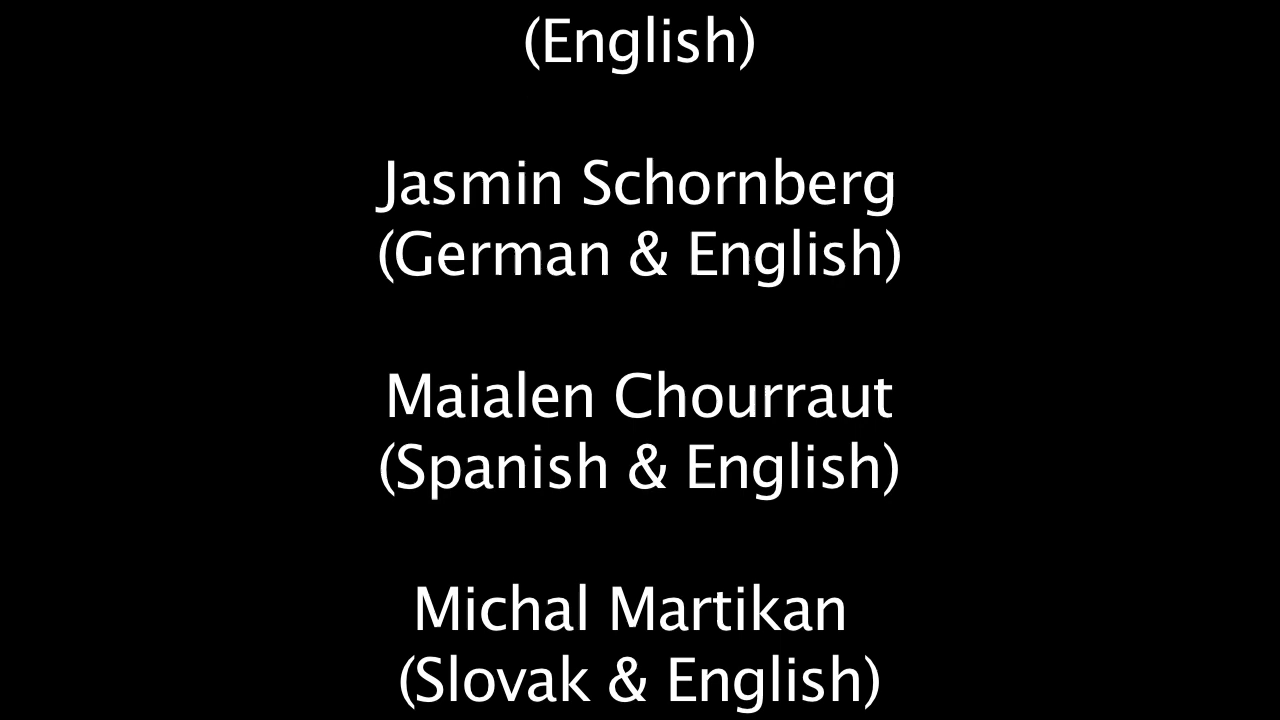 (English)
Jasmin Schornberg
(German & English)
Maialen Chourraut
(Spanish & English)
Michal Martikan
(Slovak & English)